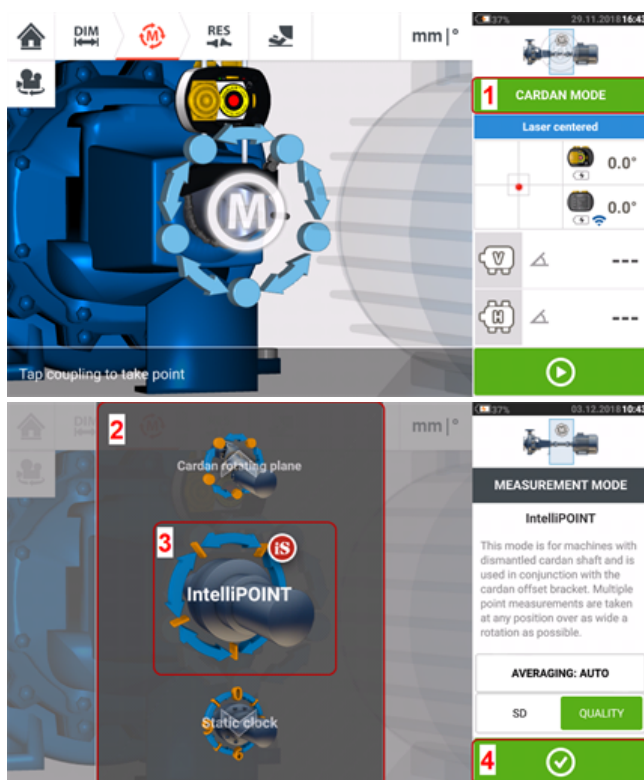 37%
29.11.2018 16:43
DIM
M
RES
mm | °
1
CARDAN MODE
Laser centered
0.0°
0.0°
M
V
---
H
---
Tap coupling to take point
37%
03.12.2018 10:43
DIM
mm | °
2
Cardan rotating plane
MEASUREMENT MODE
3
iS
IntelliPOINT
IntelliPOINT
This mode is for machines with
dismantled cardan shaft and is
used in conjunction with the
cardan offset bracket. Multiple
point measurements are taken
at any position over as wide a
rotation as possible.
AVERAGING: AUTO
0
Static clock
6
SD
QUALITY
4